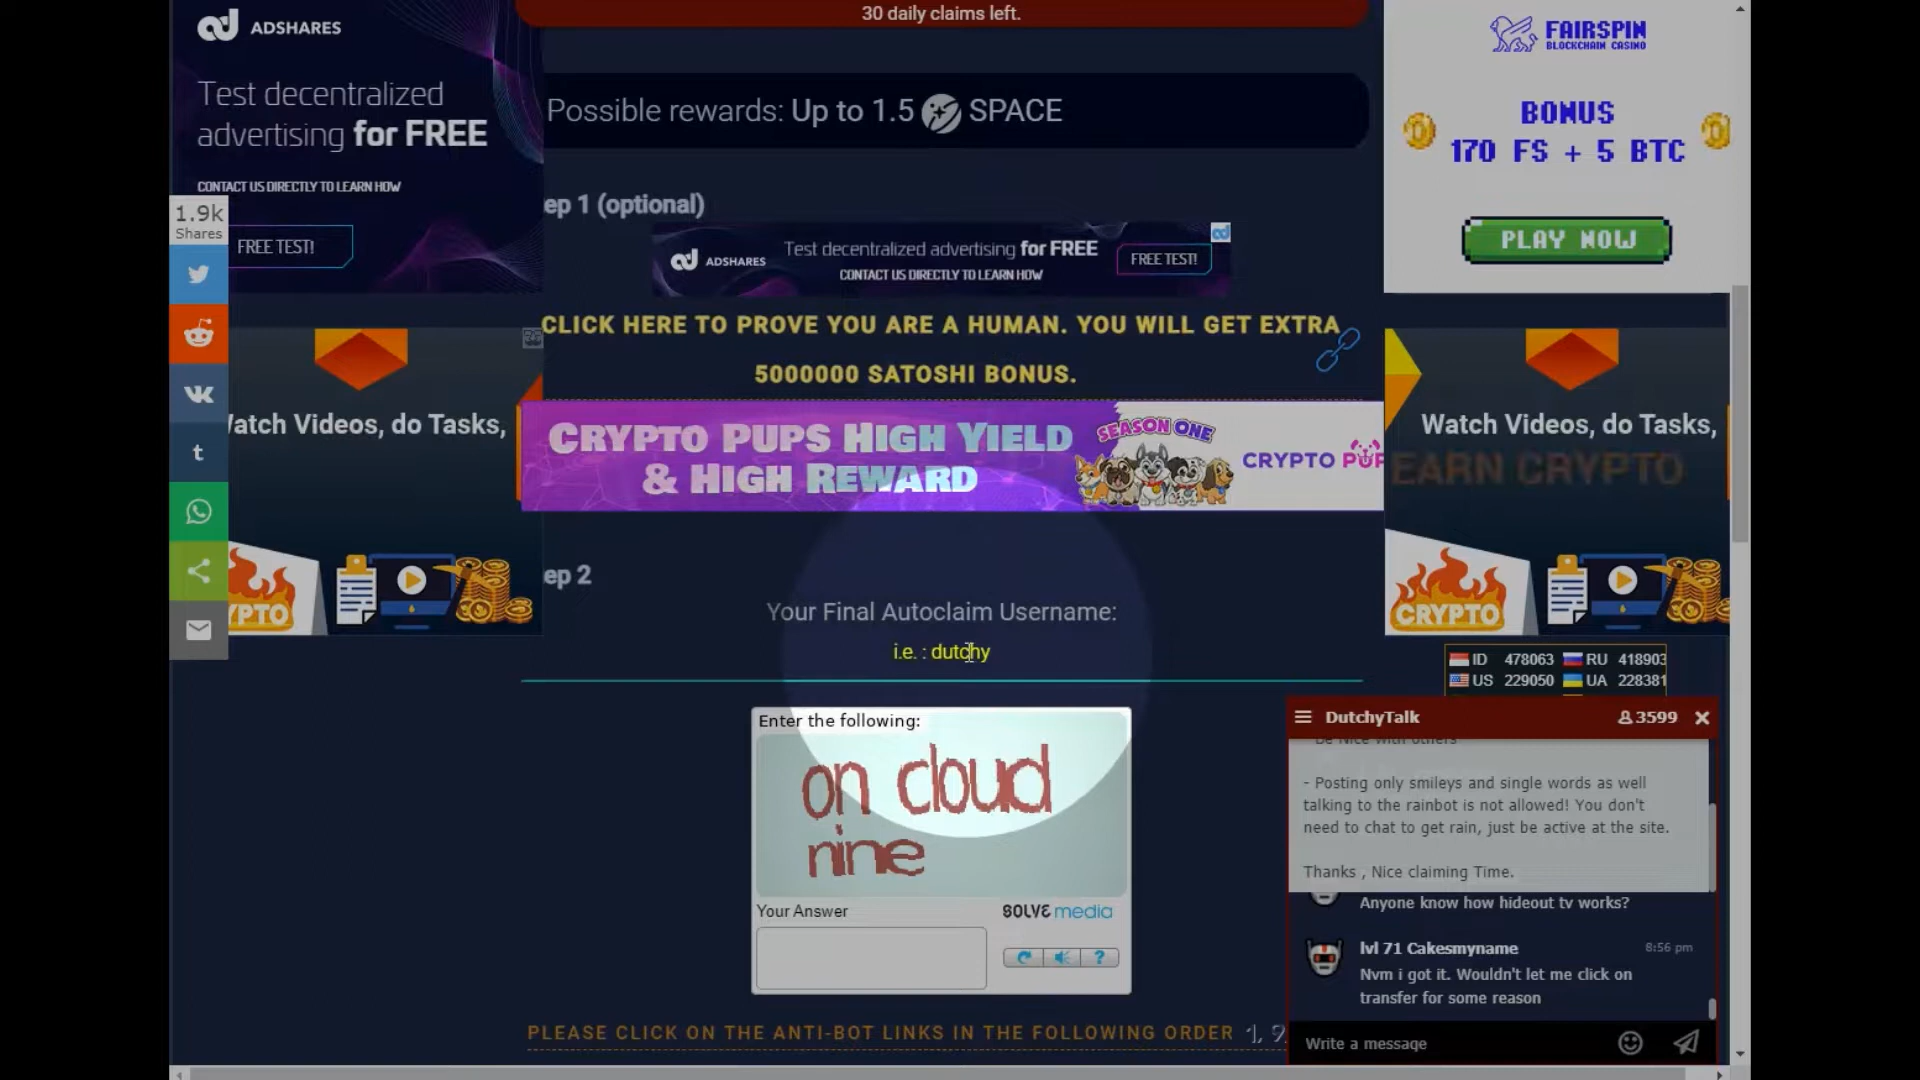 30 daily claims left.
ADSHARES
Test decentralized
advertising for FREE
CONTACT US DIRECTLY TO LEARN HOW
FREE TEST!
1.9k
Shares
t
Possible rewards: Up to 1.5 SPACE
ep 1 (optional)
ADSHARES
Test decentralized advertising for FREE
CONTACT US DIRECTLY TO LEARN HOW
FREE TEST!
CLICK HERE TO PROVE YOU ARE A HUMAN. YOU WILL GET EXTRA
5000000 SATOSHI BONUS.
CRYPTO PUPS HIGH YIELD
& HIGH REWARD
SEASON ONE
CRYPTO PUP
Watch Videos, do Tasks,
YPTO
ep 2
Your Final Autoclaim Username:
i.e. : dutchy
Enter the following:
on cloud
nine
Your Answer
SOLVE media
?
PLEASE CLICK ON THE ANTI-BOT LINKS IN THE FOLLOWING ORDER 1, 9
FAIRSPIN
BLOCKCHAIN CASINO
BONUS
170 FS + 5 BTC
PLAY NOW
Watch Videos, do Tasks,
EARN CRYPTO
CRYPTO
ID 478063 RU 418903
US 229050 UA 228381
DutchyTalk 3599
- Be Nice with others
- Posting only smileys and single words as well
talking to the rainbot is not allowed! You don't
need to chat to get rain, just be active at the site.
Thanks , Nice claiming Time.
Anyone know how hideout tv works?
lvl 71 Cakesmyname 8:56 pm
Nvm i got it. Wouldn't let me click on
transfer for some reason
Write a message